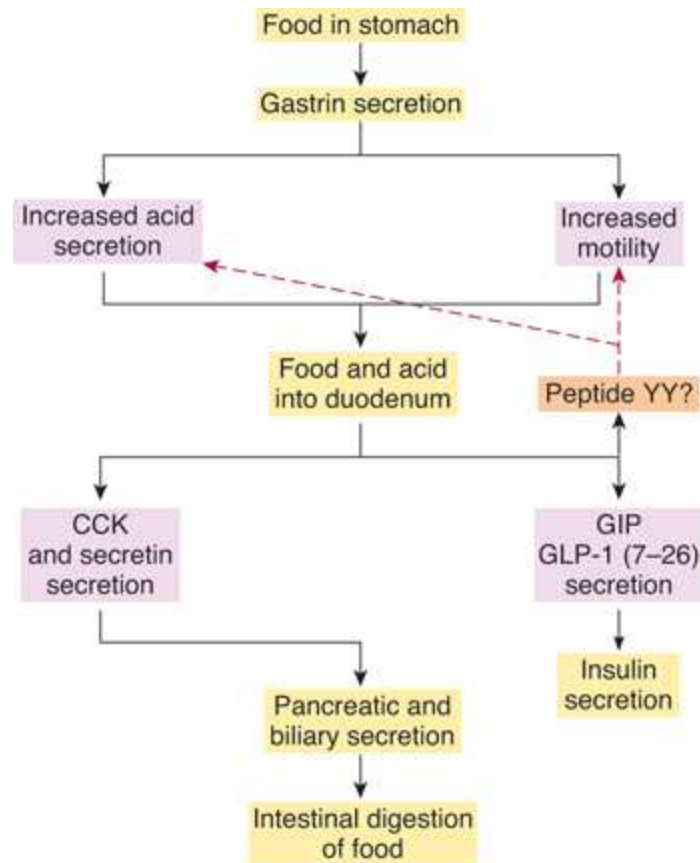 Food in stomach
Gastrin secretion
Increased acid
secretion
Increased
motility
Food and acid
into duodenum
Peptide YY?
CCK
and secretin
secretion
GIP
GLP-1 (7–26)
secretion
Insulin
secretion
Pancreatic and
biliary secretion
Intestinal digestion
of food